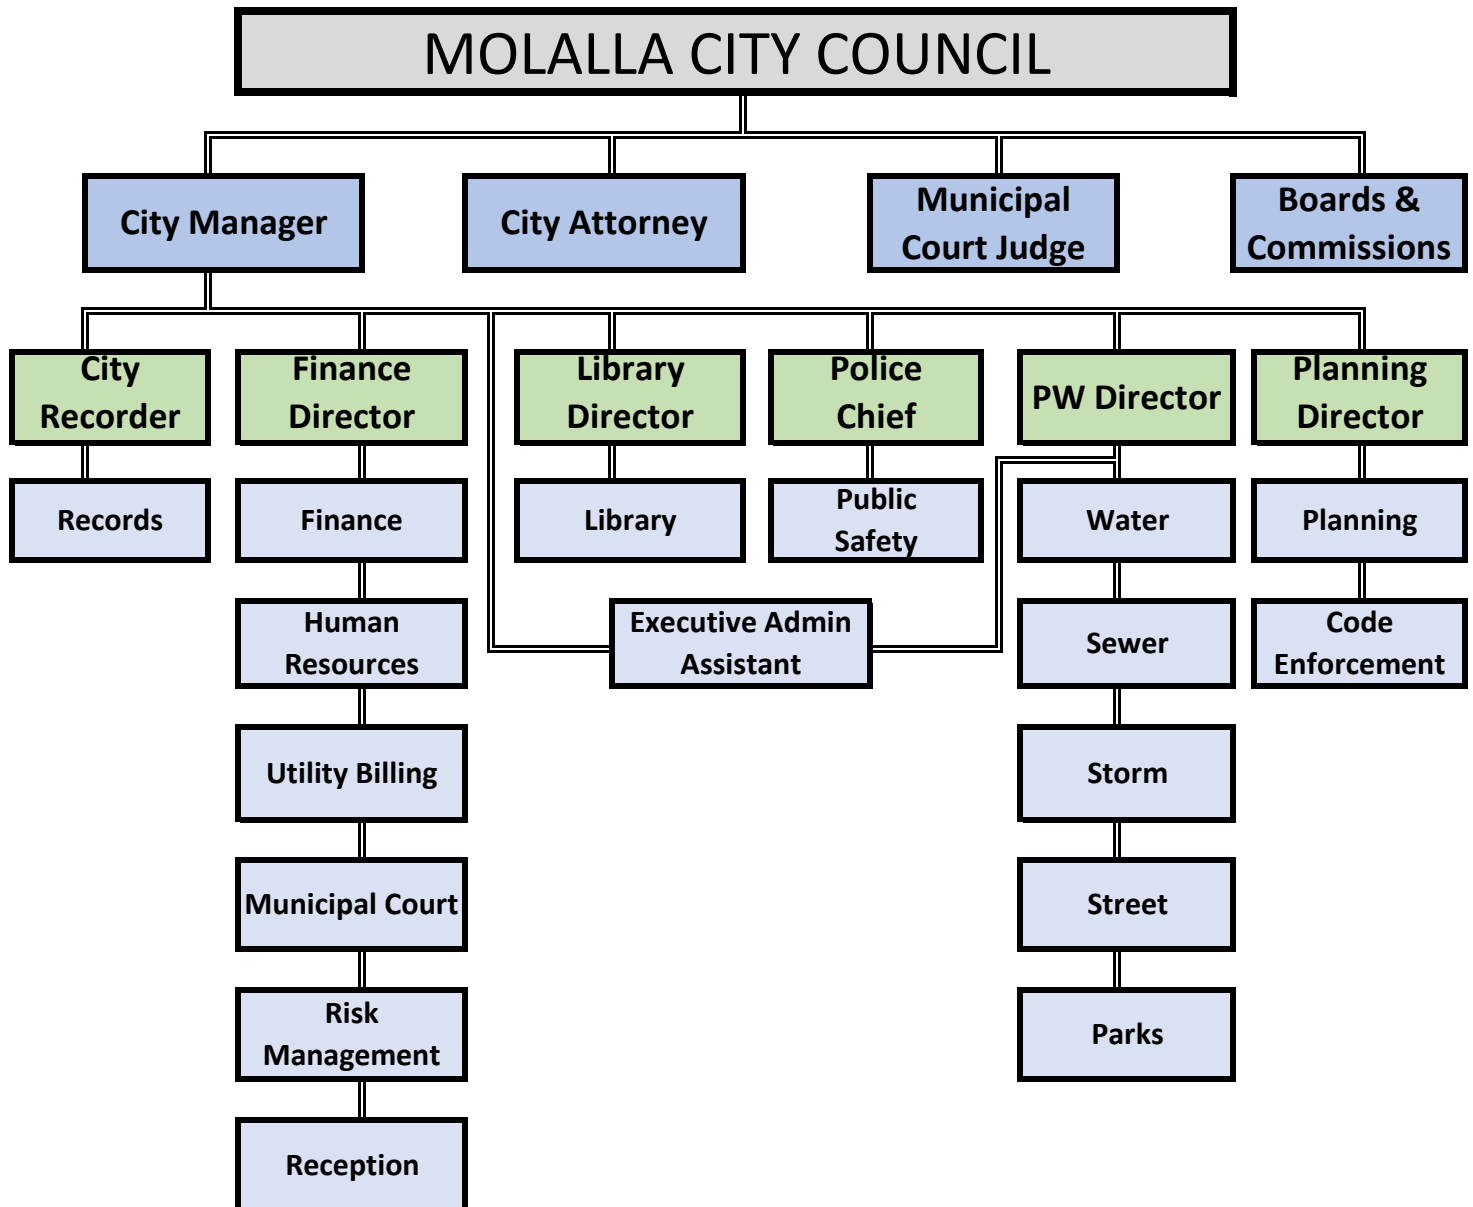 MOLALLA CITY COUNCIL
City Manager
City Attorney
Municipal
Court Judge
Boards &
Commissions
City
Recorder
Finance
Director
Library
Director
Police
Chief
PW Director
Planning
Director
Records
Finance
Library
Public
Safety
Water
Planning
Human
Resources
Executive Admin
Assistant
Sewer
Code
Enforcement
Utility Billing
Storm
Municipal Court
Street
Risk
Management
Parks
Reception